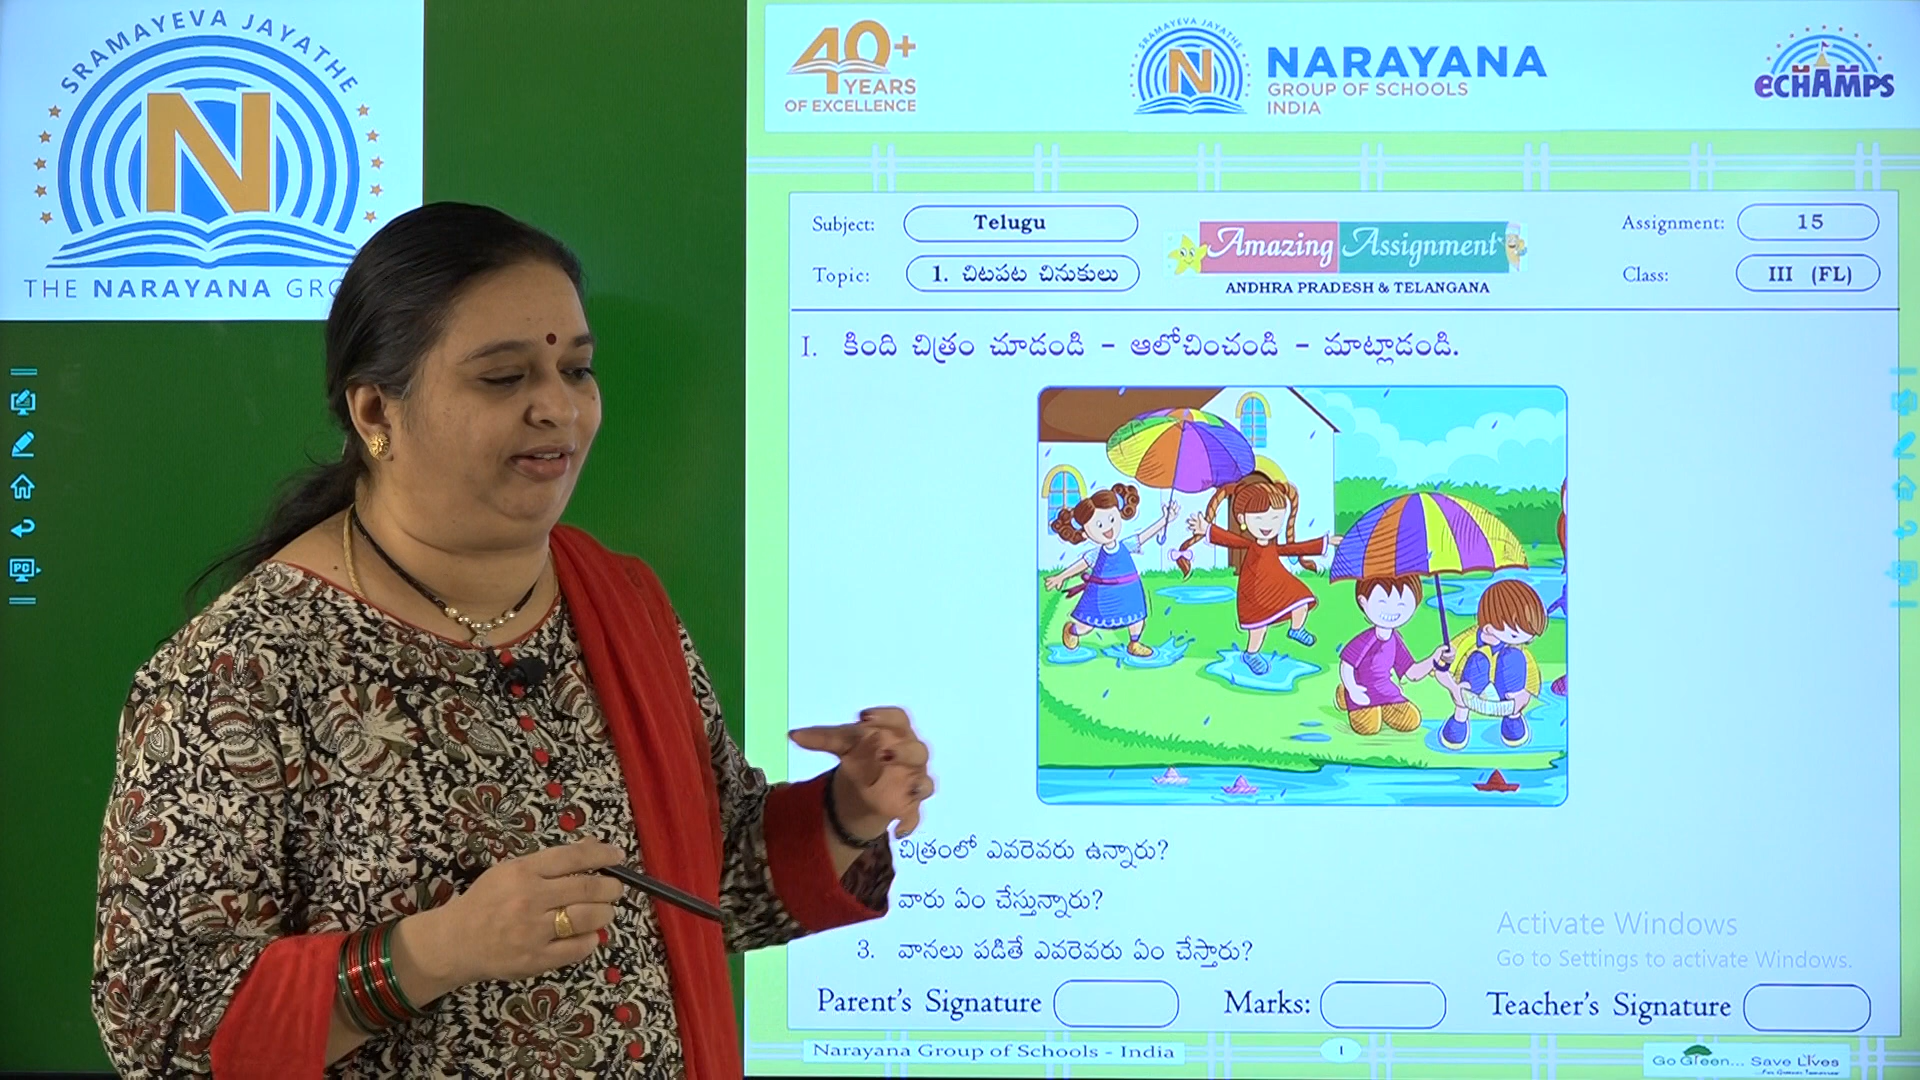 SRAMAYEVA JAYATHE
N
THE NARAYANA
40+
YEARS
OF EXCELLENCE
SRAMAYEVA JAYATHE
N
NARAYANA
GROUP OF SCHOOLS
INDIA
eCHAMPS
Subject: Telugu
Amazing Assignment
Assignment: 15
Topic: 1. చిటపట చినుకులు
ANDHRA PRADESH & TELANGANA
Class: III (FL)
I. కింది చిత్రం చూడండి - ఆలోచించండి - మాట్లాడండి.
చిత్రంలో ఎవరెవరు ఉన్నారు?
వారు ఏం చేస్తున్నారు?
3. వానలు పడితే ఎవరెవరు ఏం చేస్తారు?
Activate Windows
Go to Settings to activate Windows.
Parent's Signature
Marks:
Teacher's Signature
Narayana Group of Schools - India
1
Go Green... Save Lives
PC